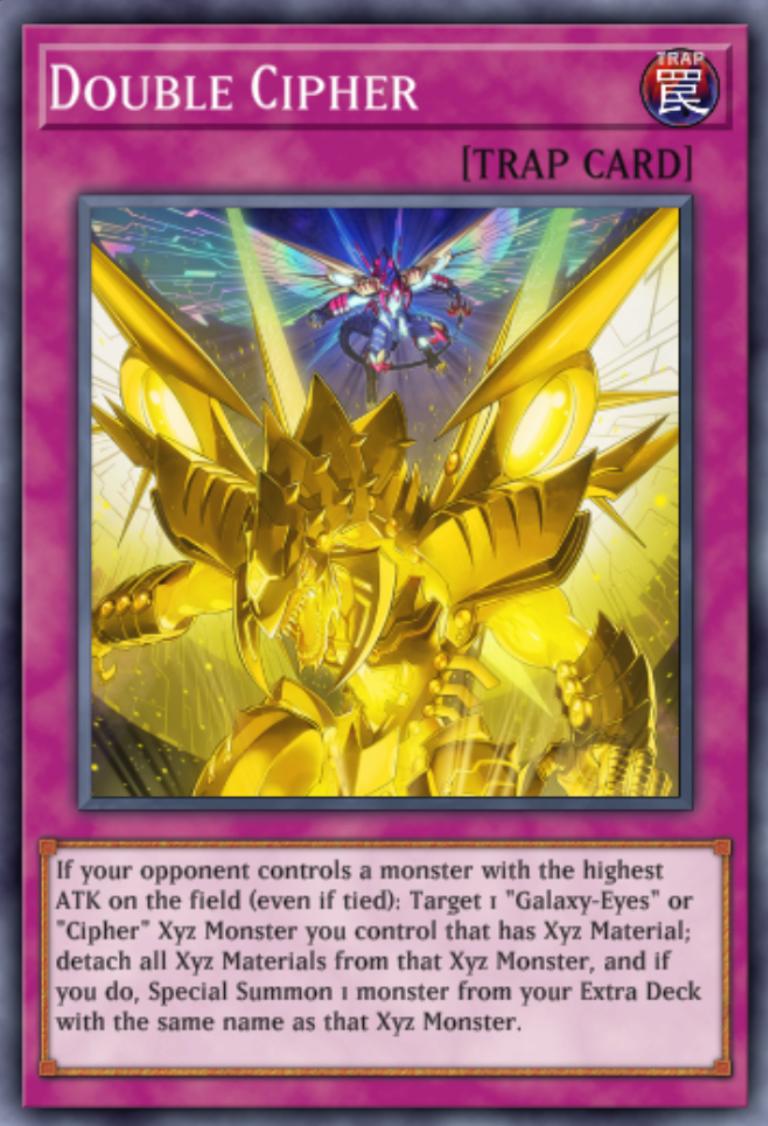 DOUBLE CIPHER
TRAP
罠
[TRAP CARD]
If your opponent controls a monster with the highest
ATK on the field (even if tied): Target 1 "Galaxy-Eyes" or
"Cipher" Xyz Monster you control that has Xyz Material;
detach all Xyz Materials from that Xyz Monster, and if
you do, Special Summon 1 monster from your Extra Deck
with the same name as that Xyz Monster.